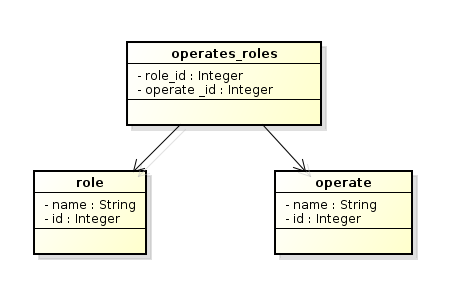 operates_roles
- role_id : Integer
- operate _id : Integer
role
- name : String
- id : Integer
operate
- name : String
- id : Integer